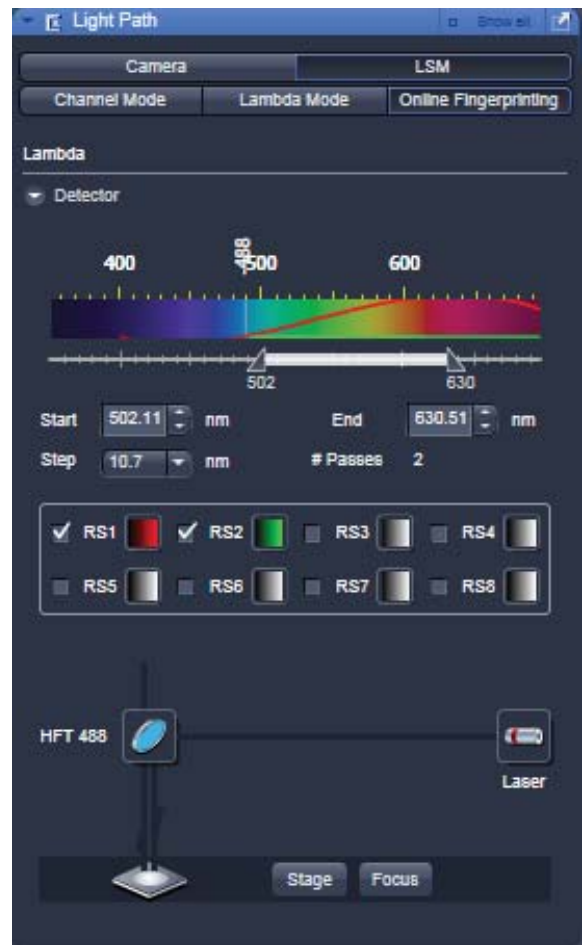 Light Path Show all
Camera LSM
Channel Mode Lambda Mode Online Fingerprinting
Lambda
Detector
400 488 500 600
502 630
Start 502.11 nm End 630.51 nm
Step 10.7 nm # Passes 2
RS1 RS2 RS3 RS4
RS5 RS6 RS7 RS8
HFT 488
Laser
Stage Focus